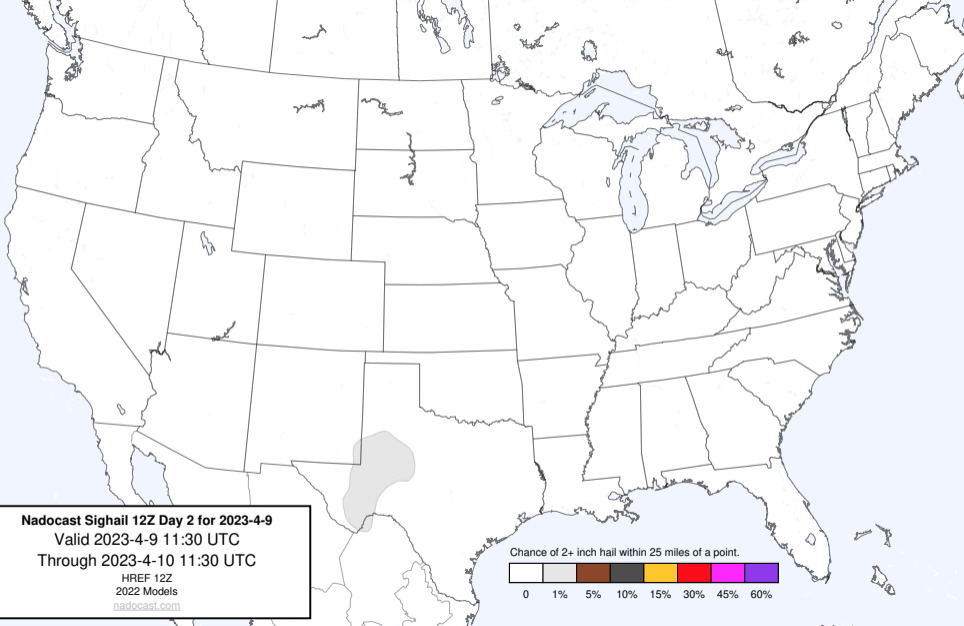 Nadocast Sighail 12Z Day 2 for 2023-4-9
Valid 2023-4-9 11:30 UTC
Through 2023-4-10 11:30 UTC
HREF 12Z
2022 Models
nadocast.com
Chance of 2+ inch hail within 25 miles of a point.
0 1% 5% 10% 15% 30% 45% 60%